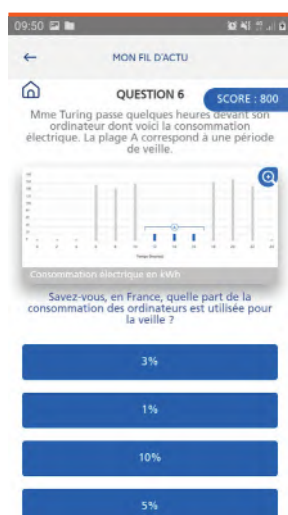 09:50
MON FIL D'ACTU
QUESTION 6
SCORE : 800
Mme Turing passe quelques heures devant son
ordinateur dont voici la consommation
électrique. La plage A correspond à une période
de veille.
A
Consommation électrique en kWh
Savez-vous, en France, quelle part de la
consommation des ordinateurs est utilisée pour
la veille ?
3%
1%
10%
5%